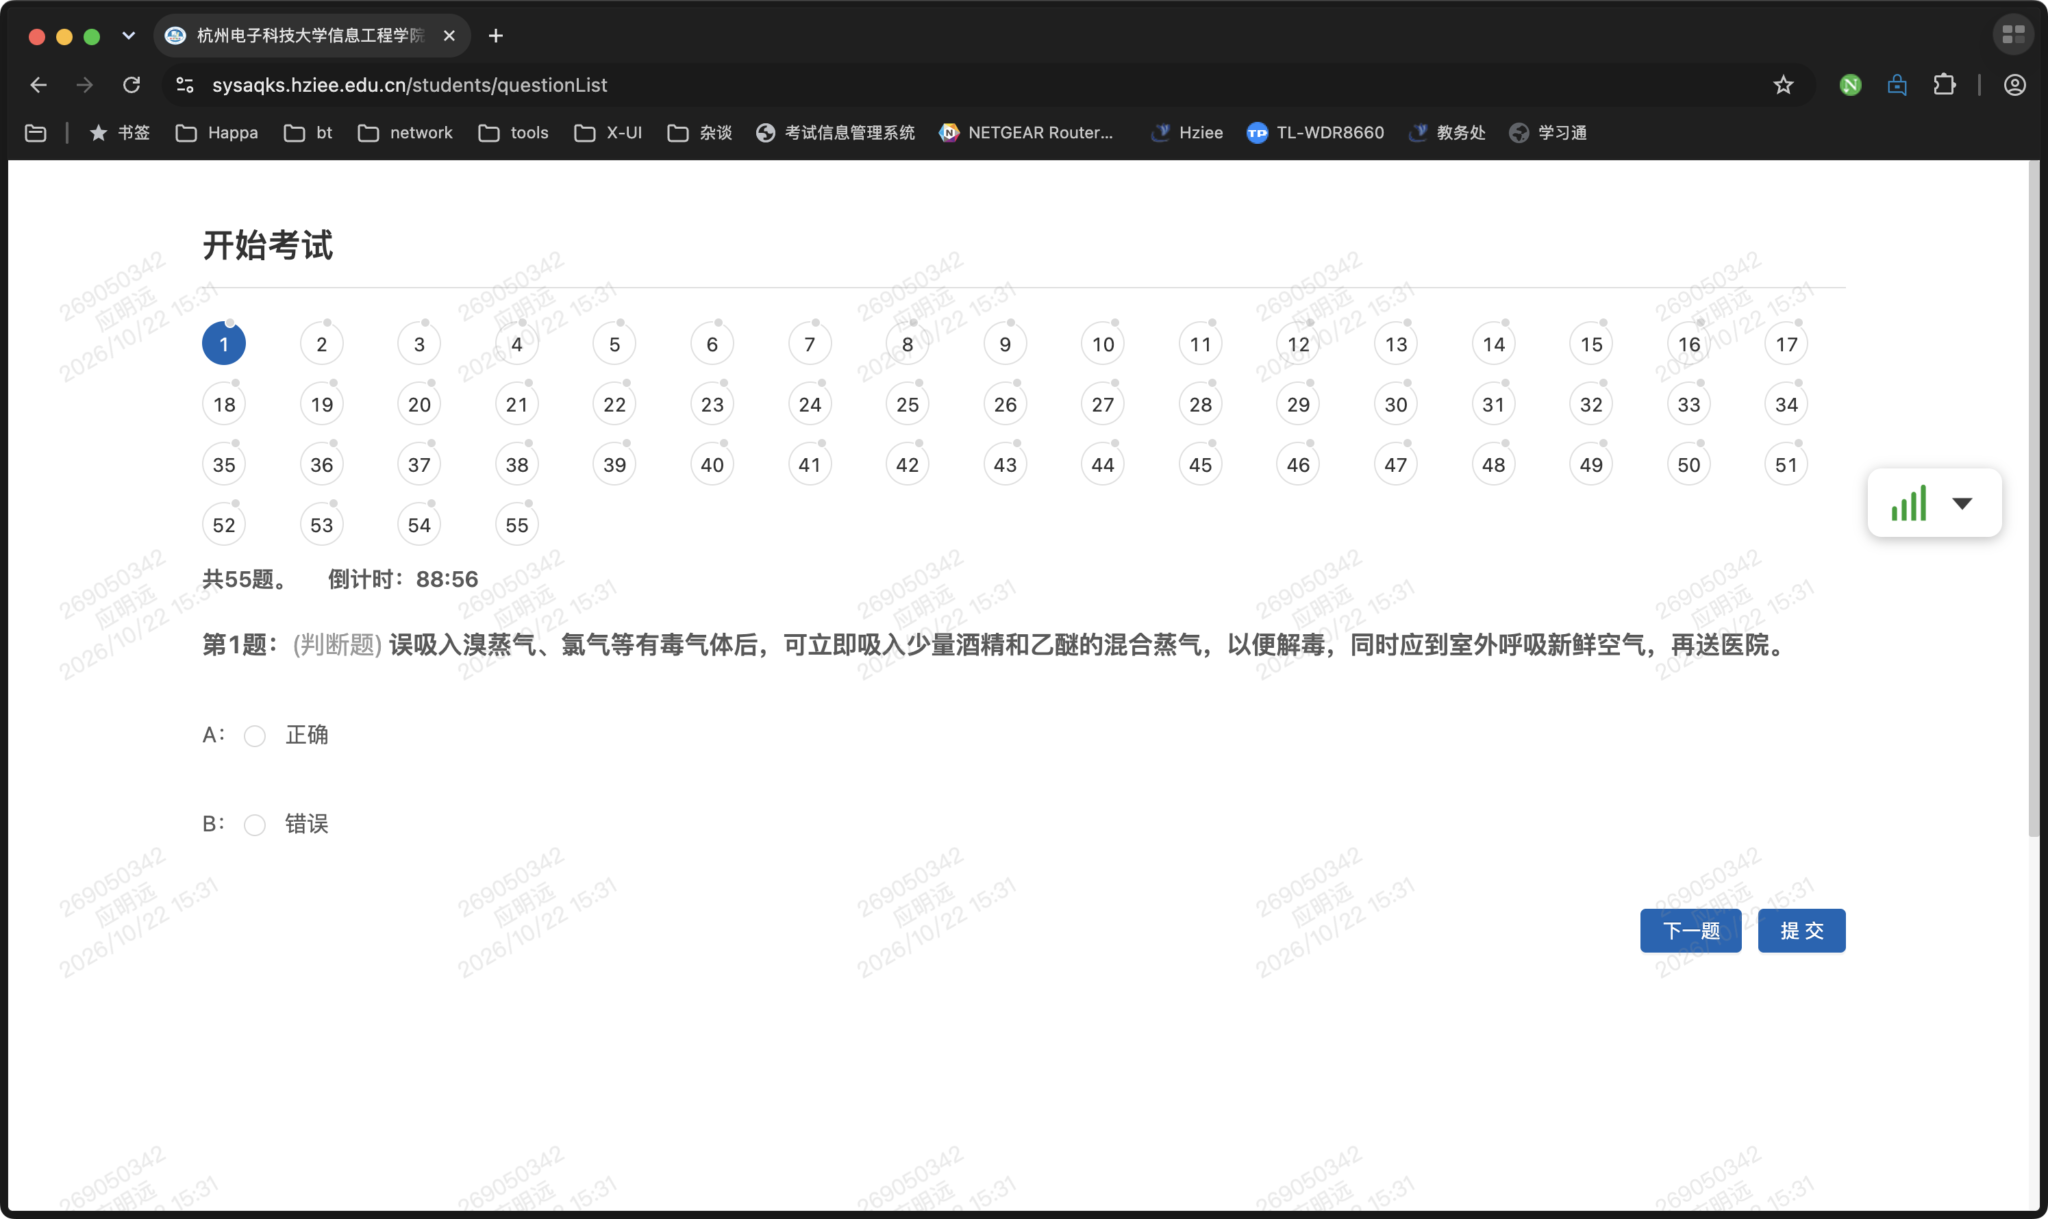 杭州电子科技大学信息工程学院
sysaqks.hziee.edu.cn/students/questionList
书签 Happa bt network tools X-UI 杂谈 考试信息管理系统 NETGEAR Router... Hziee TL-WDR8660 教务处 学习通
开始考试
1 2 3 4 5 6 7 8 9 10 11 12 13 14 15 16 17
18 19 20 21 22 23 24 25 26 27 28 29 30 31 32 33 34
35 36 37 38 39 40 41 42 43 44 45 46 47 48 49 50 51
52 53 54 55
共55题。 倒计时：88:56
第1题：(判断题) 误吸入溴蒸气、氯气等有毒气体后，可立即吸入少量酒精和乙醚的混合蒸气，以便解毒，同时应到室外呼吸新鲜空气，再送医院。
A： 正确
B： 错误
下一题 提 交
269050342
应明远
2026/10/22 15:31